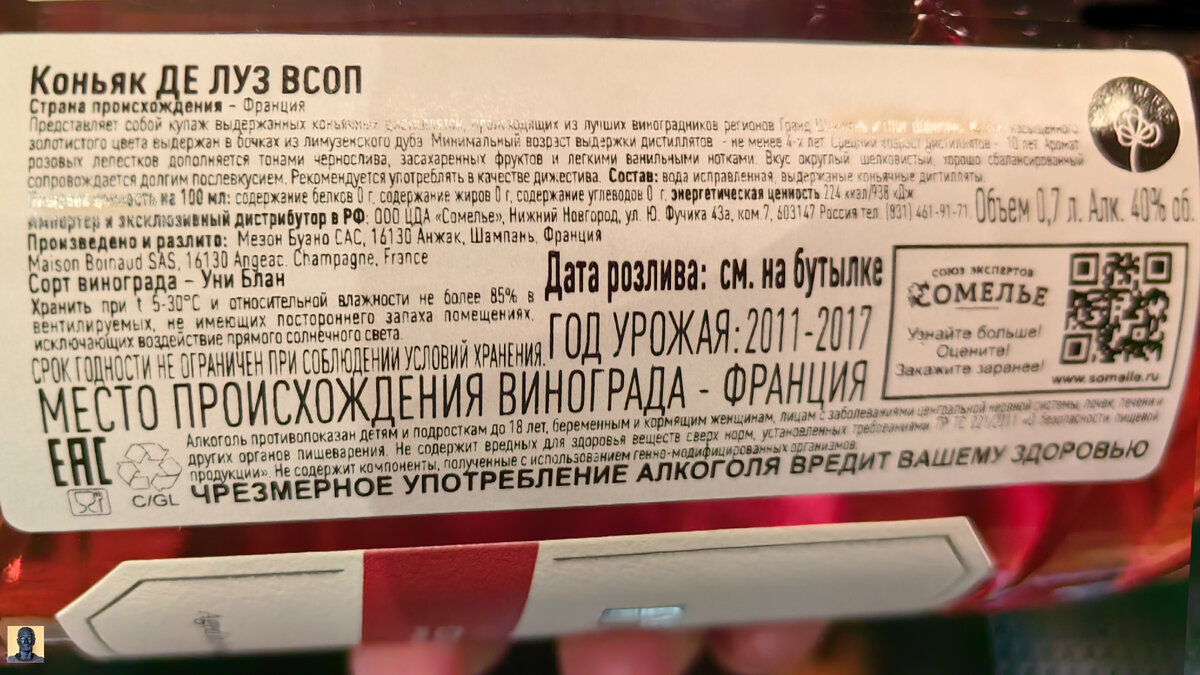 Коньяк ДЕ ЛУЗ ВСОП
Страна происхождения – Франция
Представляет собой купаж выдержанных коньячных дистиллятов, происходящих из лучших виноградников регионов Гранд насыщенного
золотистого цвета выдержан в бочках из лимузенского дуба. Минимальный возраст выдержки дистиллятов - не менее 4-х лет. Средний возраст дистиллятов - 10 лет. Аромат
розовых лепестков дополняется тонами чернослива, засахаренных фруктов и легкими ванильными нотками. Вкус округлый шелковистый, хорошо сбалансированный
сопровождается долгим послевкусием. Рекомендуется употреблять в качестве дижестива. Состав: вода исправленная, выдержаные коньячные дистилляты.
на 100 мл: содержание белков 0 г, содержание жиров 0 г, содержание углеводов 0 г, энергетическая ценность 224 ккал/938 кДж
Импортер и эксклюзивный дистрибутор в РФ: ООО ЦДА «Сомелье», Нижний Новгород, ул. Ю. Фучика 43а, ком.7, 603147 Россия тел. (831) 461-91-71
Объем 0,7 л. Алк. 40% об.
Произведено и разлито: Мезон Буано САС, 16130 Анжак, Шампань, Франция
Maison Boinaud SAS, 16130 Angeac. Champagne, France
Сорт винограда – Уни Блан
Хранить при t 5-30°C и относительной влажности не более 85% в
вентилируемых, не имеющих постороннего запаха помещениях,
исключающих воздействие прямого солнечного света.
СРОК ГОДНОСТИ НЕ ОГРАНИЧЕН ПРИ СОБЛЮДЕНИИ УСЛОВИЙ ХРАНЕНИЯ.
Дата розлива: см. на бутылке
ГОД УРОЖАЯ: 2011-2017
СОЮЗ ЭКСПЕРТОВ
СОМЕЛЬЕ
Узнайте больше!
Оцените!
Закажите заранее!
www.somelie.ru
МЕСТО ПРОИСХОЖДЕНИЯ ВИНОГРАДА - ФРАНЦИЯ
EAC
C/GL
Алкоголь противопоказан детям и подросткам до 18 лет, беременным и кормящим женщинам, лицам с заболеваниями центральной нервной системы, почек, печени и
других органов пищеварения. Не содержит вредных для здоровья веществ сверх норм, установленных требованиями ТР ТС 021/2011 «О безопасности пищевой
продукции». Не содержит компоненты, полученные с использованием генно-модифицированных организмов.
ЧРЕЗМЕРНОЕ УПОТРЕБЛЕНИЕ АЛКОГОЛЯ ВРЕДИТ ВАШЕМУ ЗДОРОВЬЮ